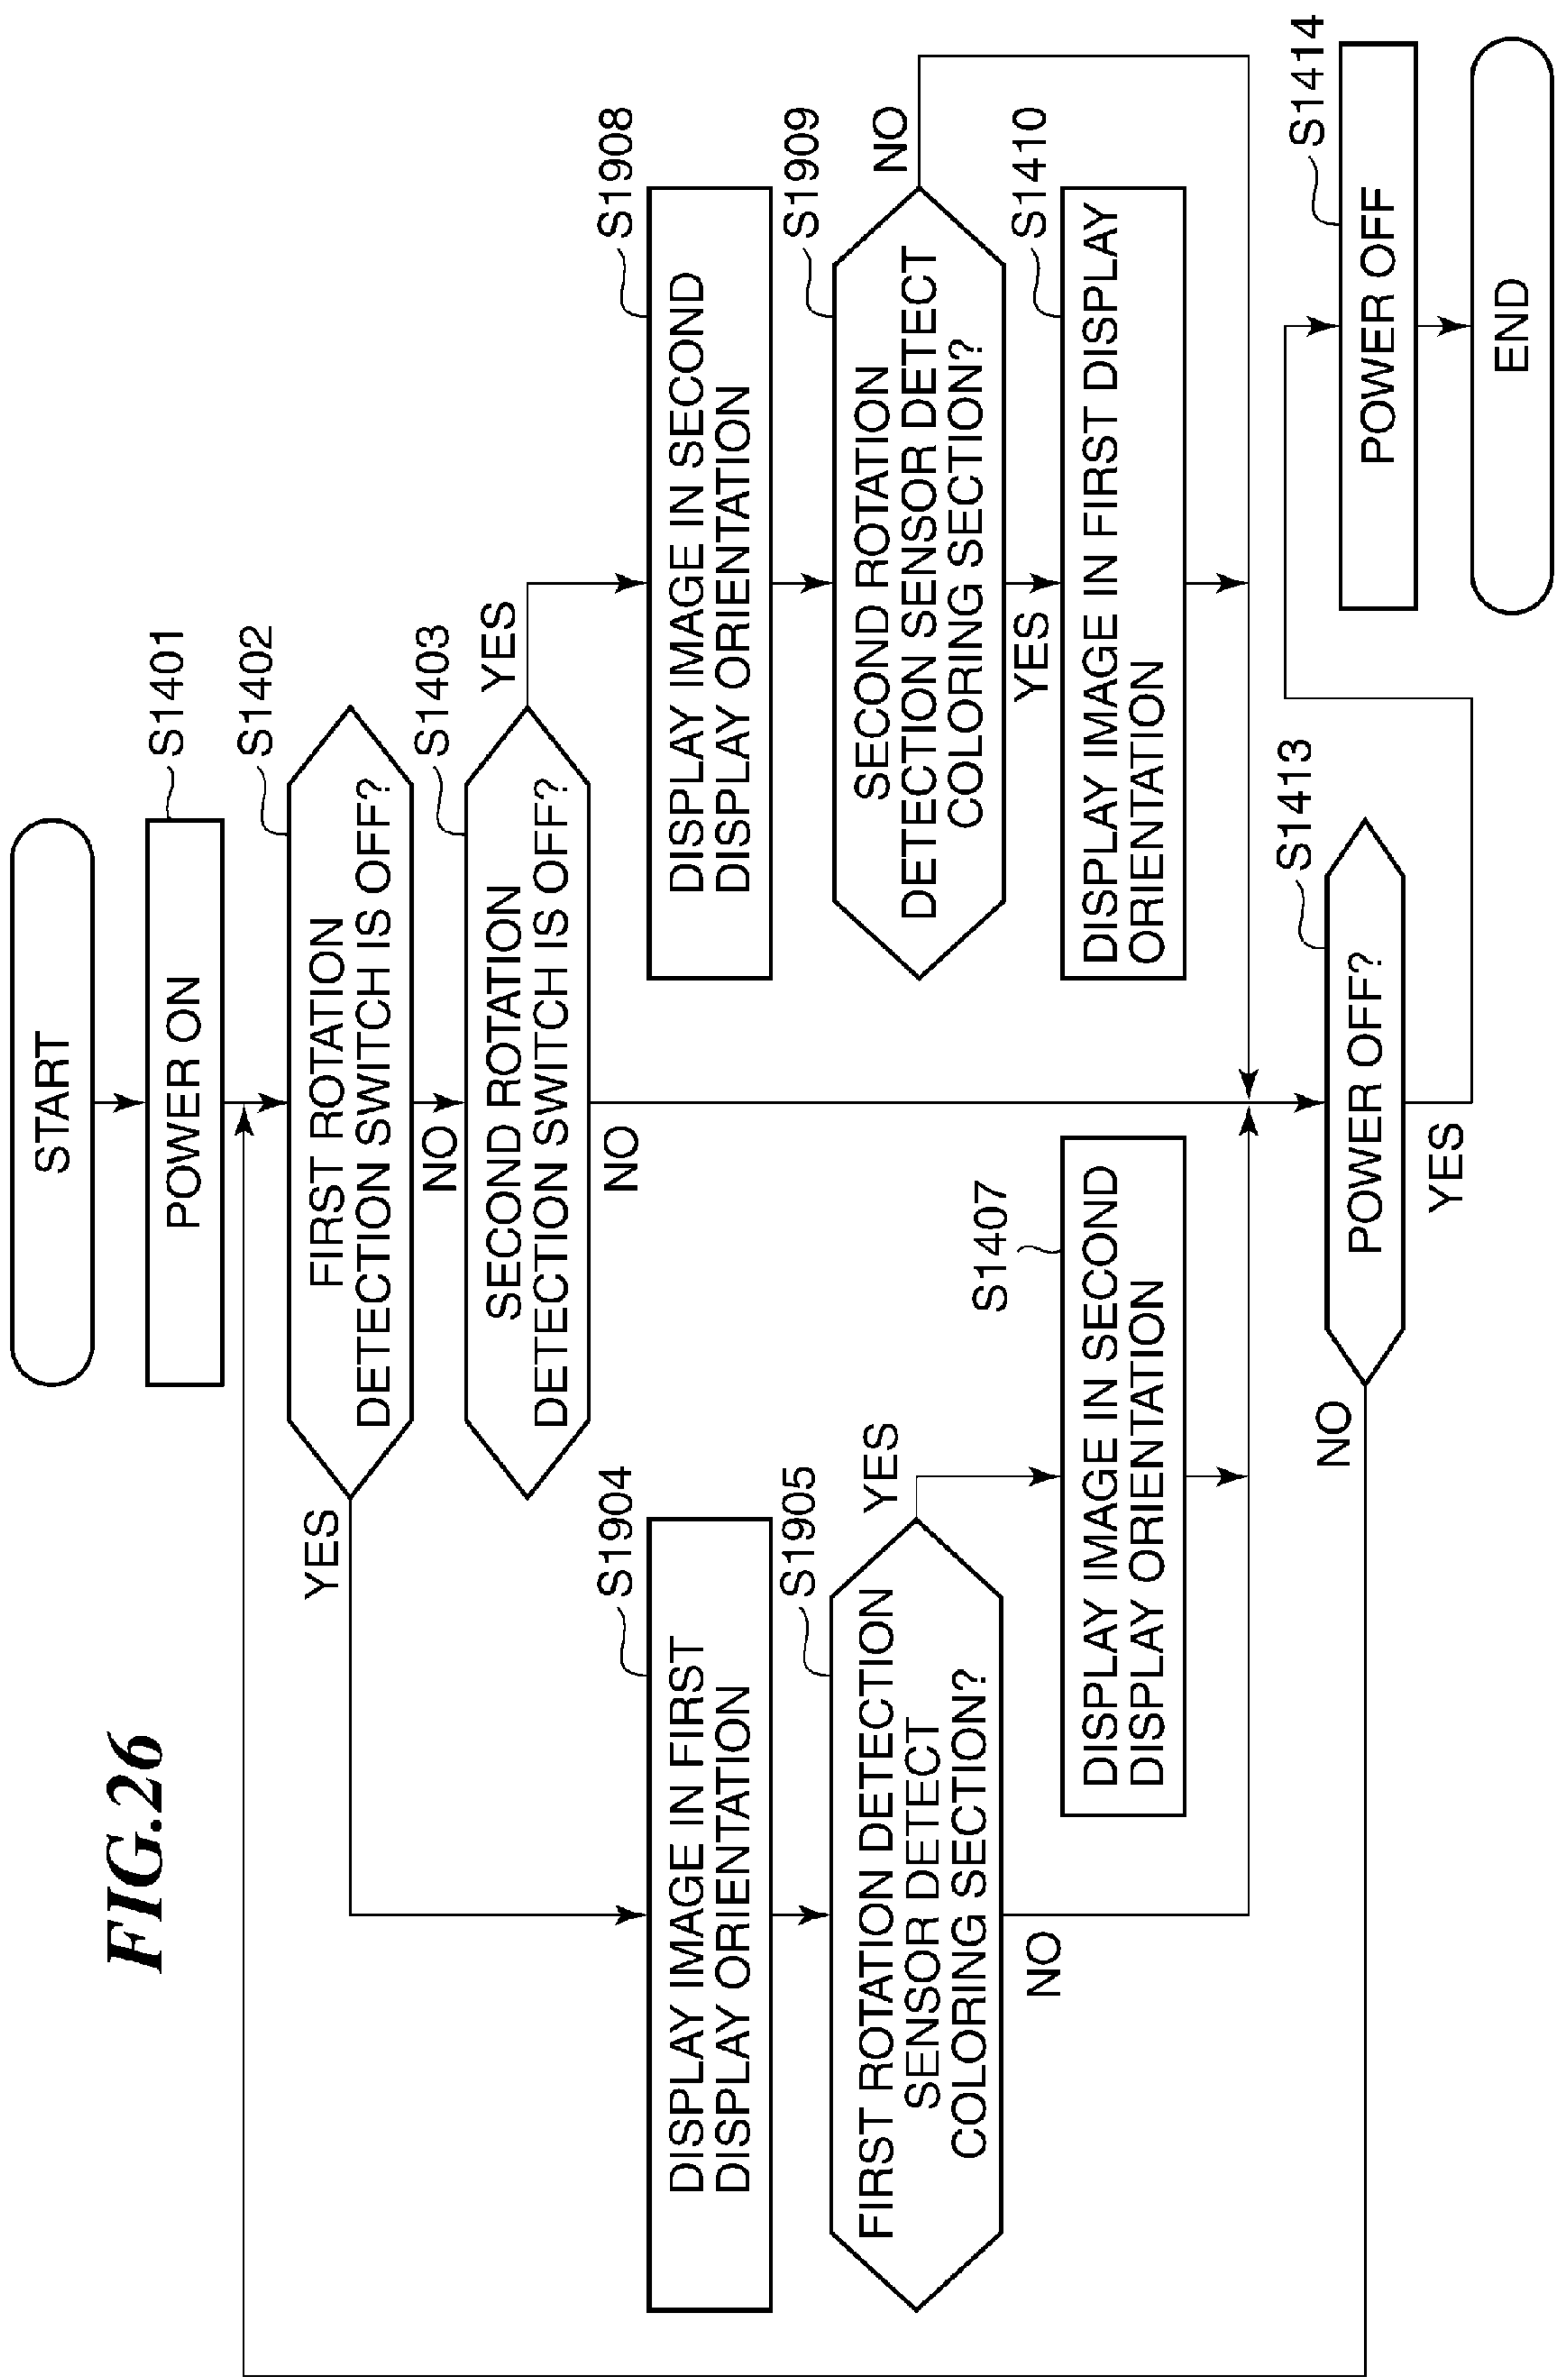 FIG.26
START
S1401
POWER ON
S1402
FIRST ROTATION
DETECTION SWITCH IS OFF?
YES
NO
S1403
SECOND ROTATION
DETECTION SWITCH IS OFF?
YES
NO
S1904
DISPLAY IMAGE IN FIRST
DISPLAY ORIENTATION
S1908
DISPLAY IMAGE IN SECOND
DISPLAY ORIENTATION
S1905
FIRST ROTATION DETECTION
SENSOR DETECT
COLORING SECTION?
YES
NO
S1909
SECOND ROTATION
DETECTION SENSOR DETECT
COLORING SECTION?
NO
YES
S1407
DISPLAY IMAGE IN SECOND
DISPLAY ORIENTATION
S1410
DISPLAY IMAGE IN FIRST DISPLAY
ORIENTATION
S1413
POWER OFF?
NO
YES
S1414
POWER OFF
END